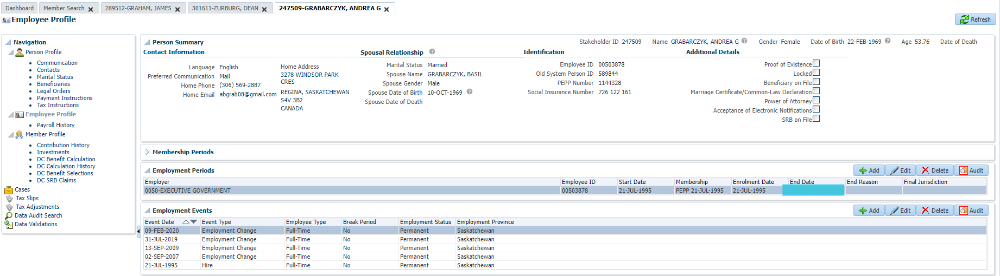 Dashboard Member Search 289512-GRAHAM, JAMES 301611-ZURBURG, DEAN 247509-GRABARCZYK, ANDREA G
Employee Profile
Refresh
Navigation
Person Profile
Communication
Contacts
Marital Status
Beneficiaries
Legal Orders
Payment Instructions
Tax Instructions
Employee Profile
Payroll History
Member Profile
Contribution History
Investments
DC Benefit Calculation
DC Calculation History
DC Benefit Selections
DC SRB Claims
Cases
Tax Slips
Tax Adjustments
Data Audit Search
Data Validations
Person Summary Stakeholder ID 247509 Name GRABARCZYK, ANDREA G Gender Female Date of Birth 22-FEB-1969 Age 53.76 Date of Death
Contact Information
Language English
Preferred Communication Mail
Home Phone (306) 569-2887
Home Email abgrab08@gmail.com
Home Address
3278 WINDSOR PARK
CRES
REGINA, SASKATCHEWAN
S4V 3B2
CANADA
Spousal Relationship
Marital Status Married
Spouse Name GRABARCZYK, BASIL
Spouse Gender Male
Spouse Date of Birth 10-OCT-1969
Spouse Date of Death
Identification
Employee ID 00503878
Old System Person ID 589844
PEPP Number 1144328
Social Insurance Number 726 122 161
Additional Details
Proof of Existence
Locked
Beneficiary on File
Marriage Certificate/Common-Law Declaration
Power of Attorney
Acceptance of Electronic Notifications
SRB on File
Membership Periods
Employment Periods Add Edit Delete Audit
Employer Employee ID Start Date Membership Enrolment Date End Date End Reason Final Jurisdiction
0050-EXECUTIVE GOVERNMENT 00503878 21-JUL-1995 PEPP 21-JUL-1995 21-JUL-1995
Employment Events Add Edit Delete Audit
Event Date Event Type Employee Type Break Period Employment Status Employment Province
09-FEB-2020 Employment Change Full-Time No Permanent Saskatchewan
31-JUL-2019 Employment Change Full-Time No Permanent Saskatchewan
13-SEP-2009 Employment Change Full-Time No Permanent Saskatchewan
02-SEP-2007 Employment Change Full-Time No Permanent Saskatchewan
21-JUL-1995 Hire Full-Time No Permanent Saskatchewan